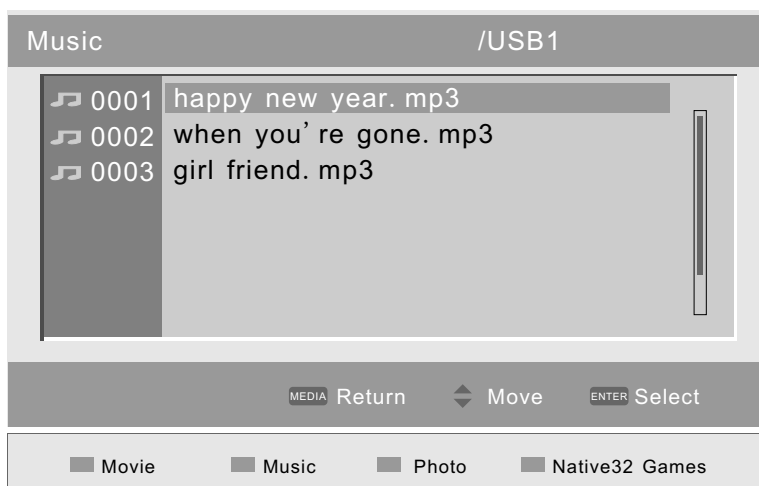 Music /USB1
0001 happy new year. mp3
0002 when you’ re gone. mp3
0003 girl friend. mp3
MEDIA Return Move ENTER Select
Movie Music Photo Native32 Games